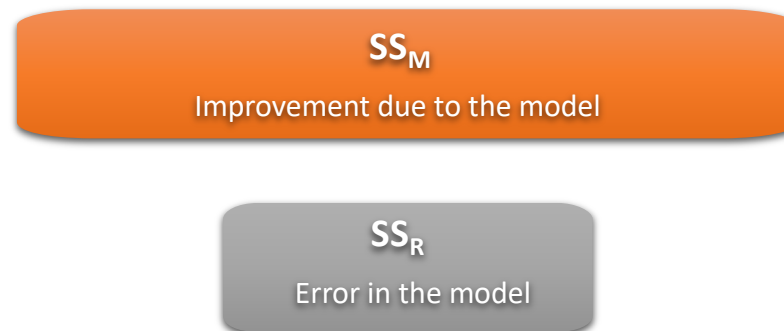 SSM
Improvement due to the model
SSR
Error in the model